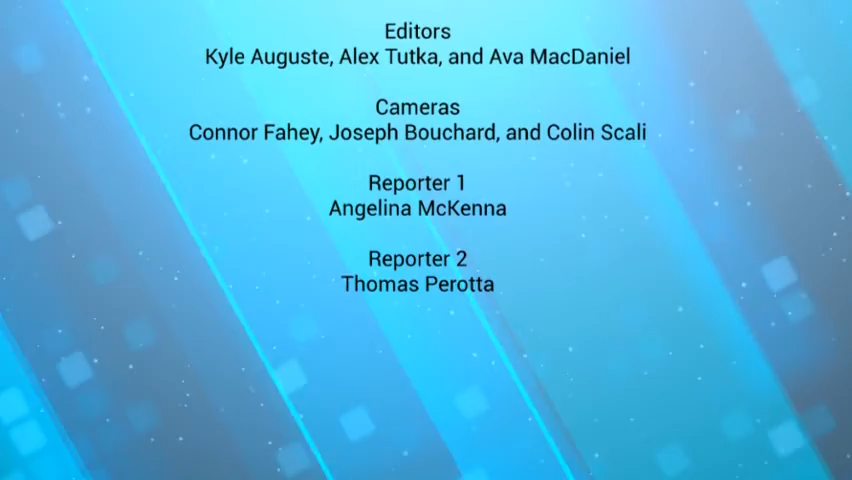 Editors
Kyle Auguste, Alex Tutka, and Ava MacDaniel
Cameras
Connor Fahey, Joseph Bouchard, and Colin Scali
Reporter 1
Angelina McKenna
Reporter 2
Thomas Perotta